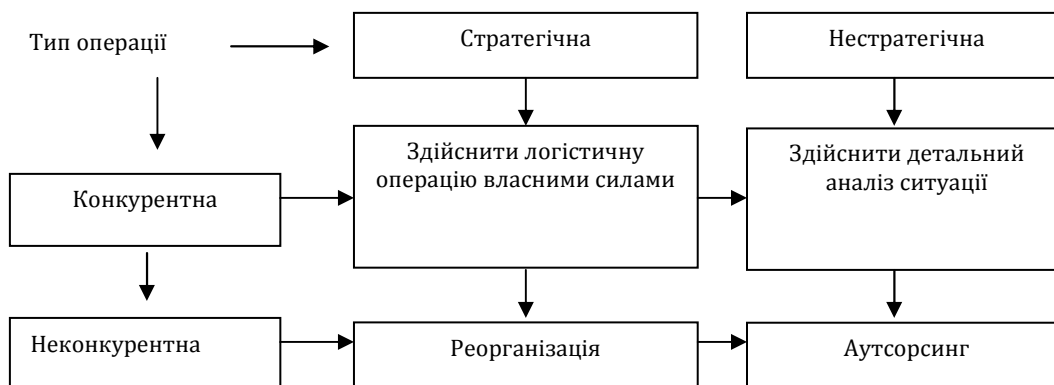 Тип операції
Стратегічна
Нестратегічна
Здійснити логістичну
операцію власними силами
Здійснити детальний
аналіз ситуації
Конкурентна
Неконкурентна
Реорганізація
Аутсорсинг